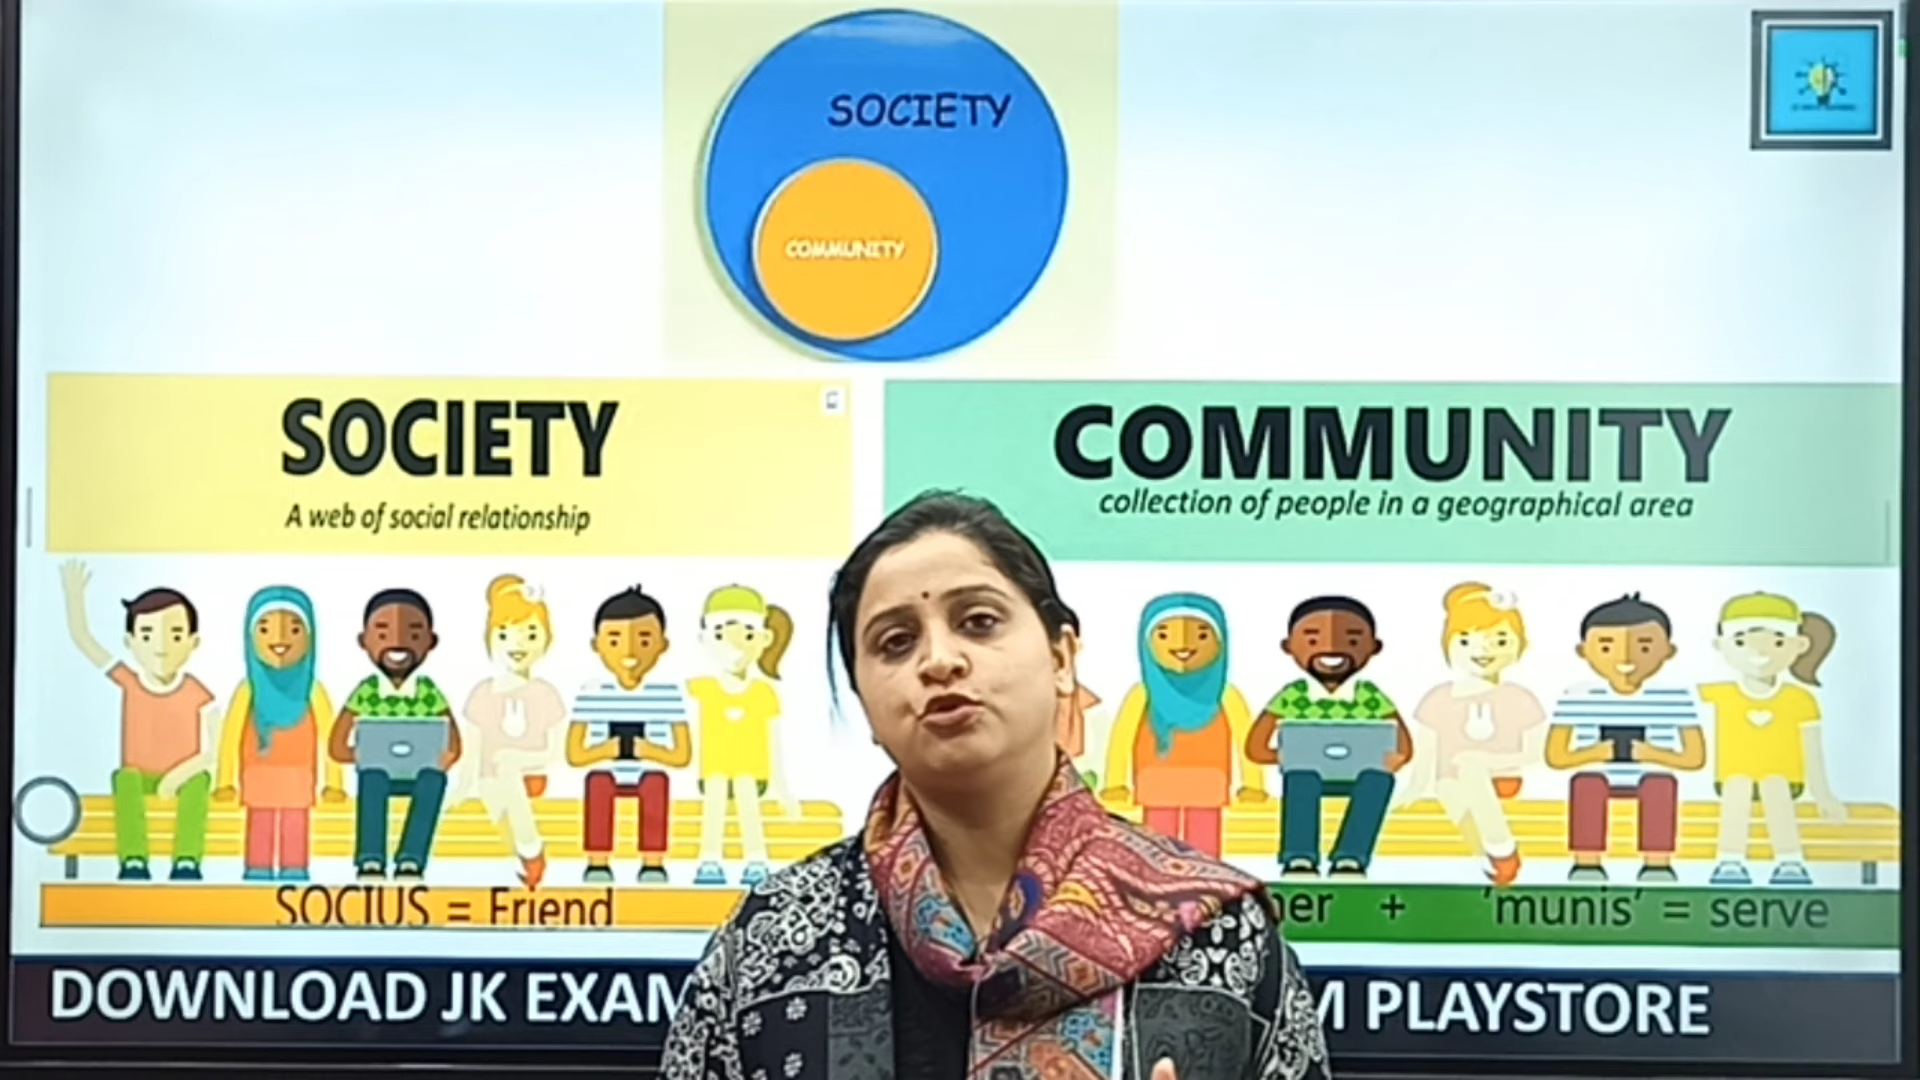 SOCIETY
COMMUNITY
SOCIETY
A web of social relationship
COMMUNITY
collection of people in a geographical area
SOCIUS = Friend
+ 'munis' = serve
DOWNLOAD JK EXAM
PLAYSTORE